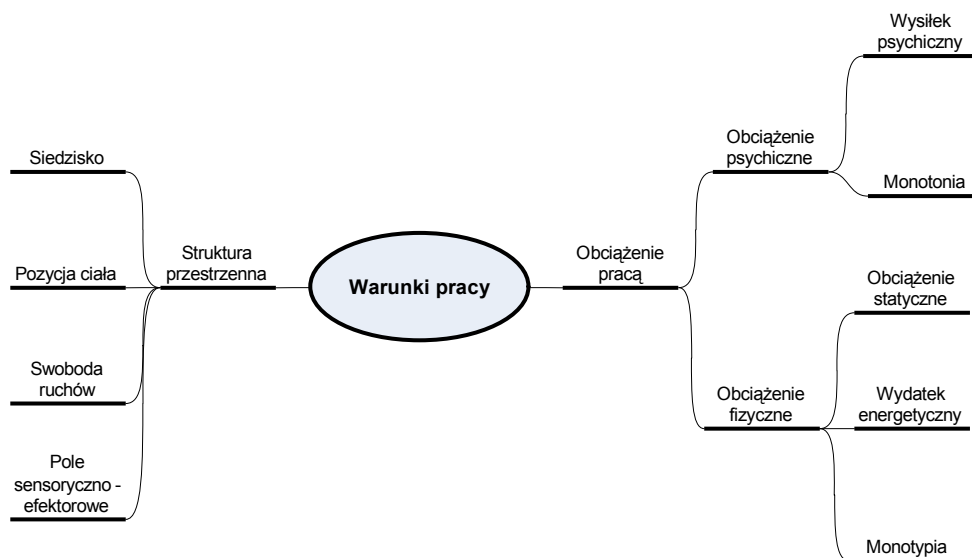 Wysiłek
psychiczny
Obciążenie
psychiczne
Siedzisko
Monotonia
Struktura
przestrzenna
Obciążenie
pracą
Pozycja ciała
Warunki pracy
Obciążenie
statyczne
Swoboda
ruchów
Obciążenie
fizyczne
Wydatek
energetyczny
Pole
sensoryczno -
efektorowe
Monotypia